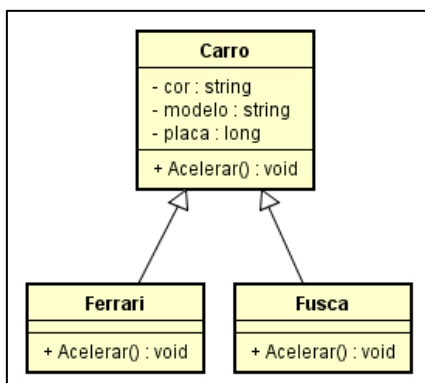 Carro
- cor : string
- modelo : string
- placa : long
+ Acelerar() : void
Ferrari
+ Acelerar() : void
Fusca
+ Acelerar() : void